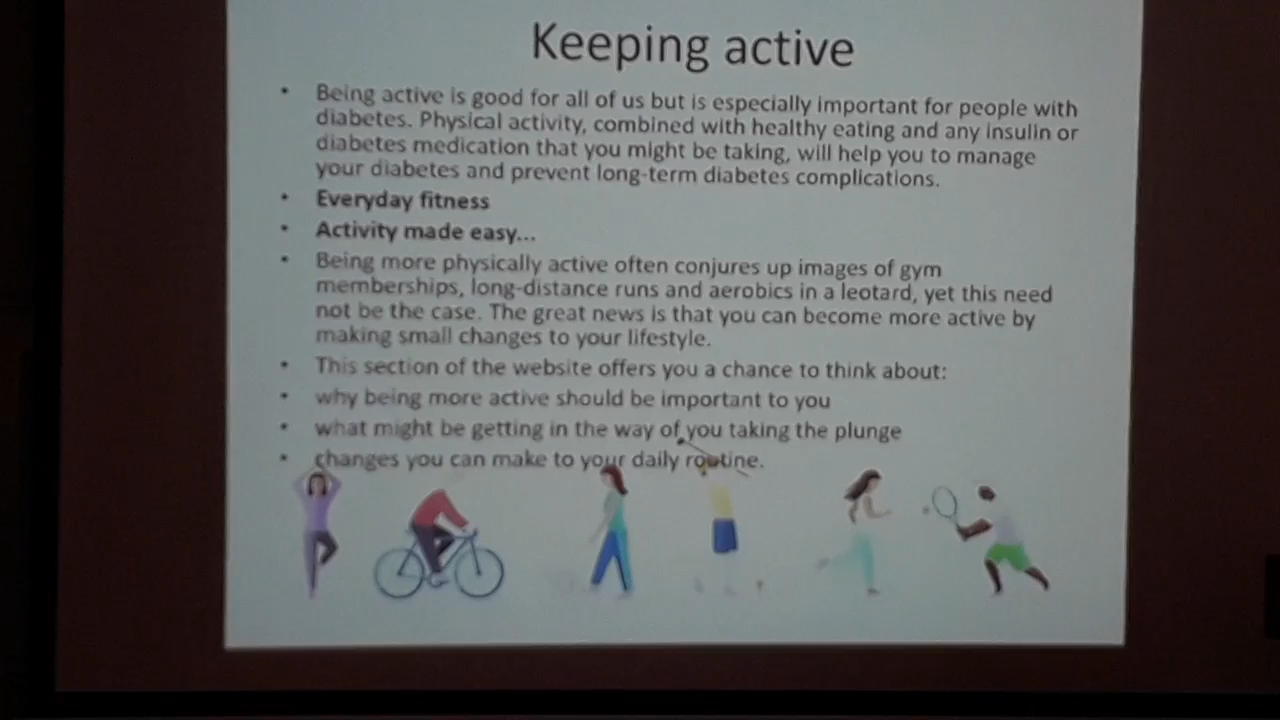 Keeping active
• Being active is good for all of us but is especially important for people with
diabetes. Physical activity, combined with healthy eating and any insulin or
diabetes medication that you might be taking, will help you to manage
your diabetes and prevent long-term diabetes complications.
• Everyday fitness
• Activity made easy...
• Being more physically active often conjures up images of gym
memberships, long-distance runs and aerobics in a leotard, yet this need
not be the case. The great news is that you can become more active by
making small changes to your lifestyle.
• This section of the website offers you a chance to think about:
• why being more active should be important to you
• what might be getting in the way of you taking the plunge
• changes you can make to your daily routine.